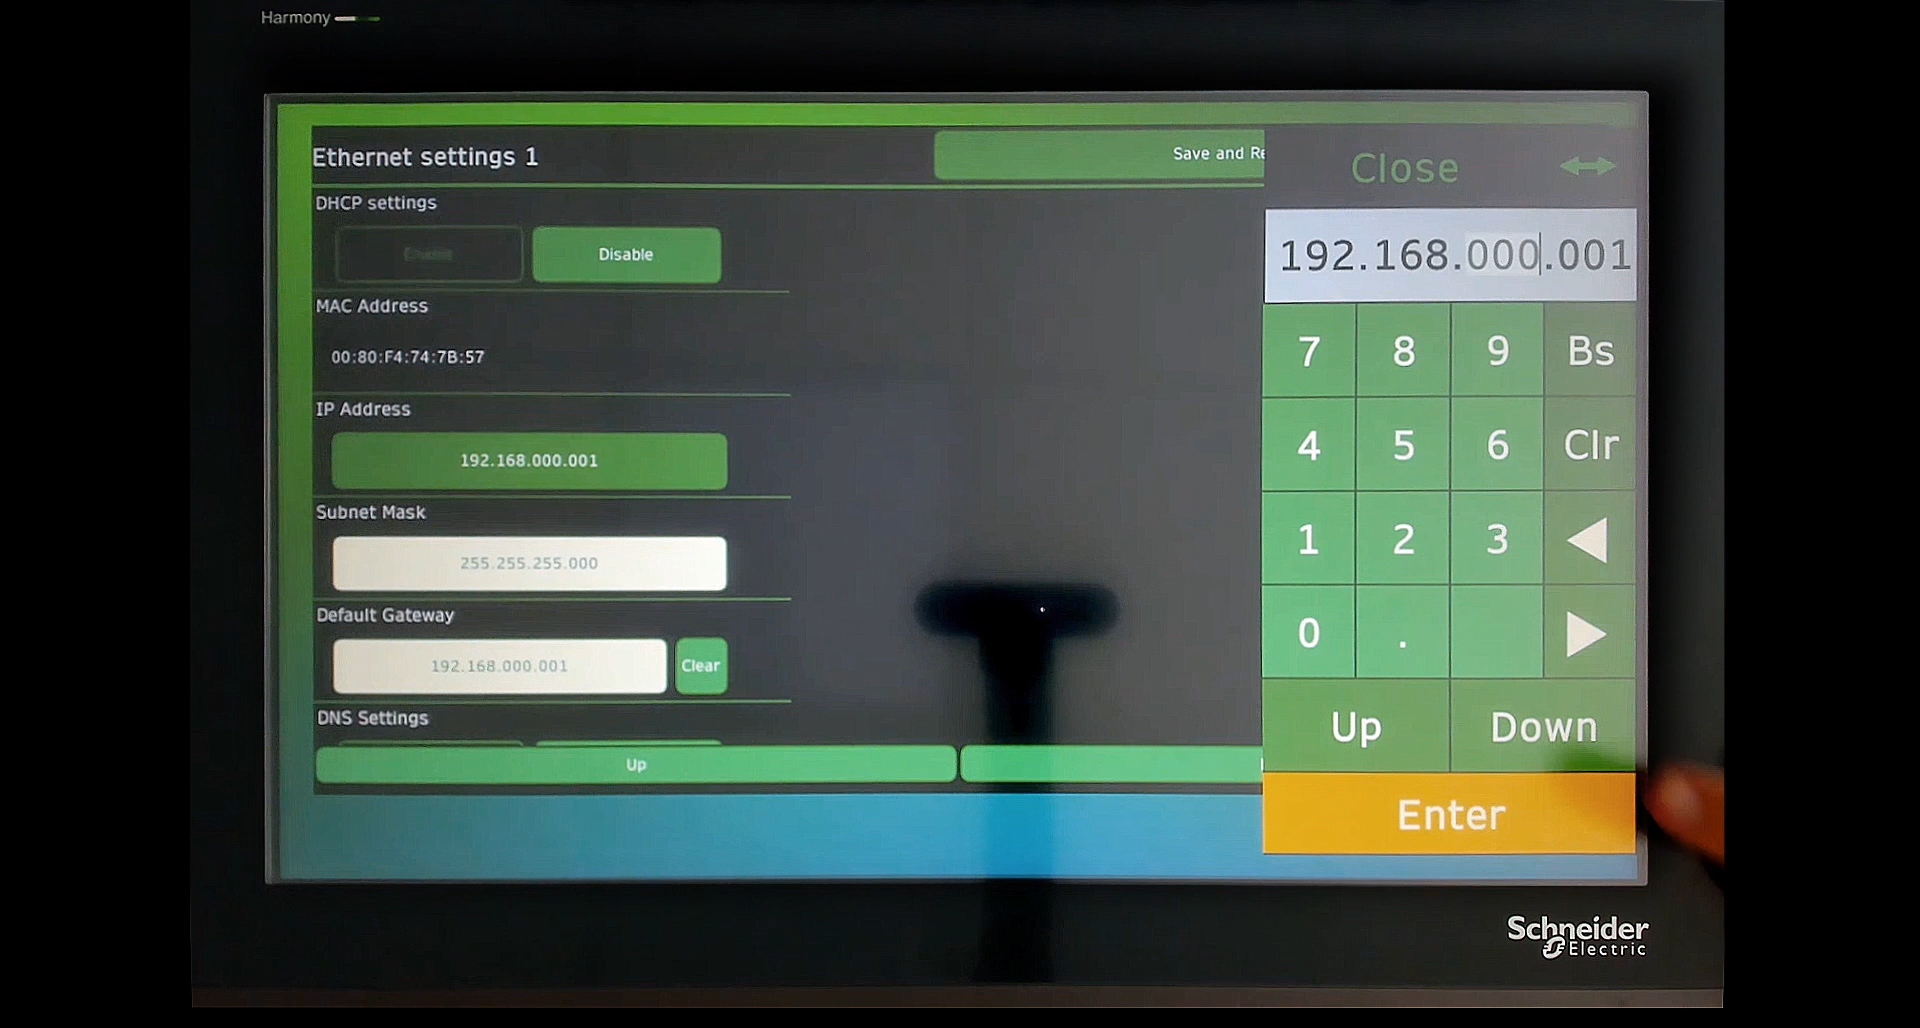 Harmony
Ethernet settings 1
Save and Re
DHCP settings
Enable
Disable
MAC Address
00:80:F4:74:7B:57
IP Address
192.168.000.001
Subnet Mask
255.255.255.000
Default Gateway
192.168.000.001
Clear
DNS Settings
Up
Close
192.168.000.001
7 8 9 Bs
4 5 6 Clr
1 2 3
0 .
Up Down
Enter
Schneider
Electric